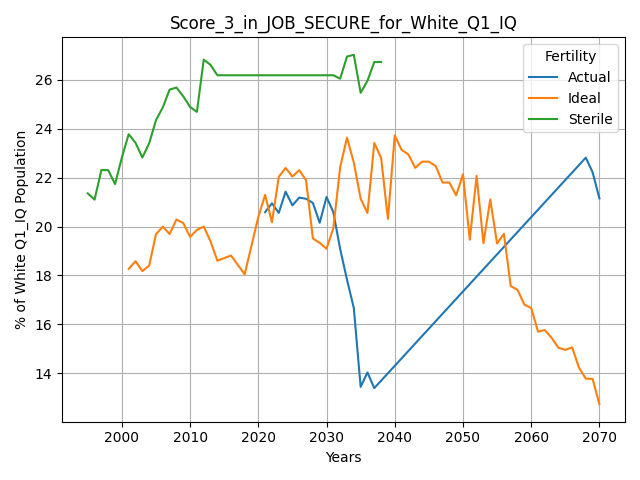 Score_3_in_JOB_SECURE_for_White_Q1_IQ
Fertility
Actual
Ideal
Sterile
% of White Q1_IQ Population
26
24
22
20
18
16
14
2000 2010 2020 2030 2040 2050 2060 2070
Years